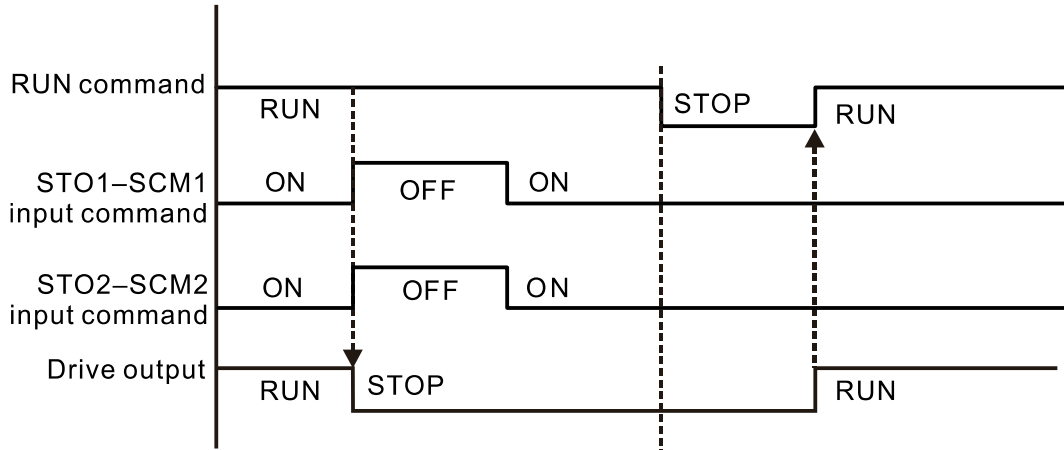 RUN command
RUN
STOP
RUN
STO1–SCM1
input command
ON
OFF
ON
STO2–SCM2
input command
ON
OFF
ON
Drive output
RUN
STOP
RUN